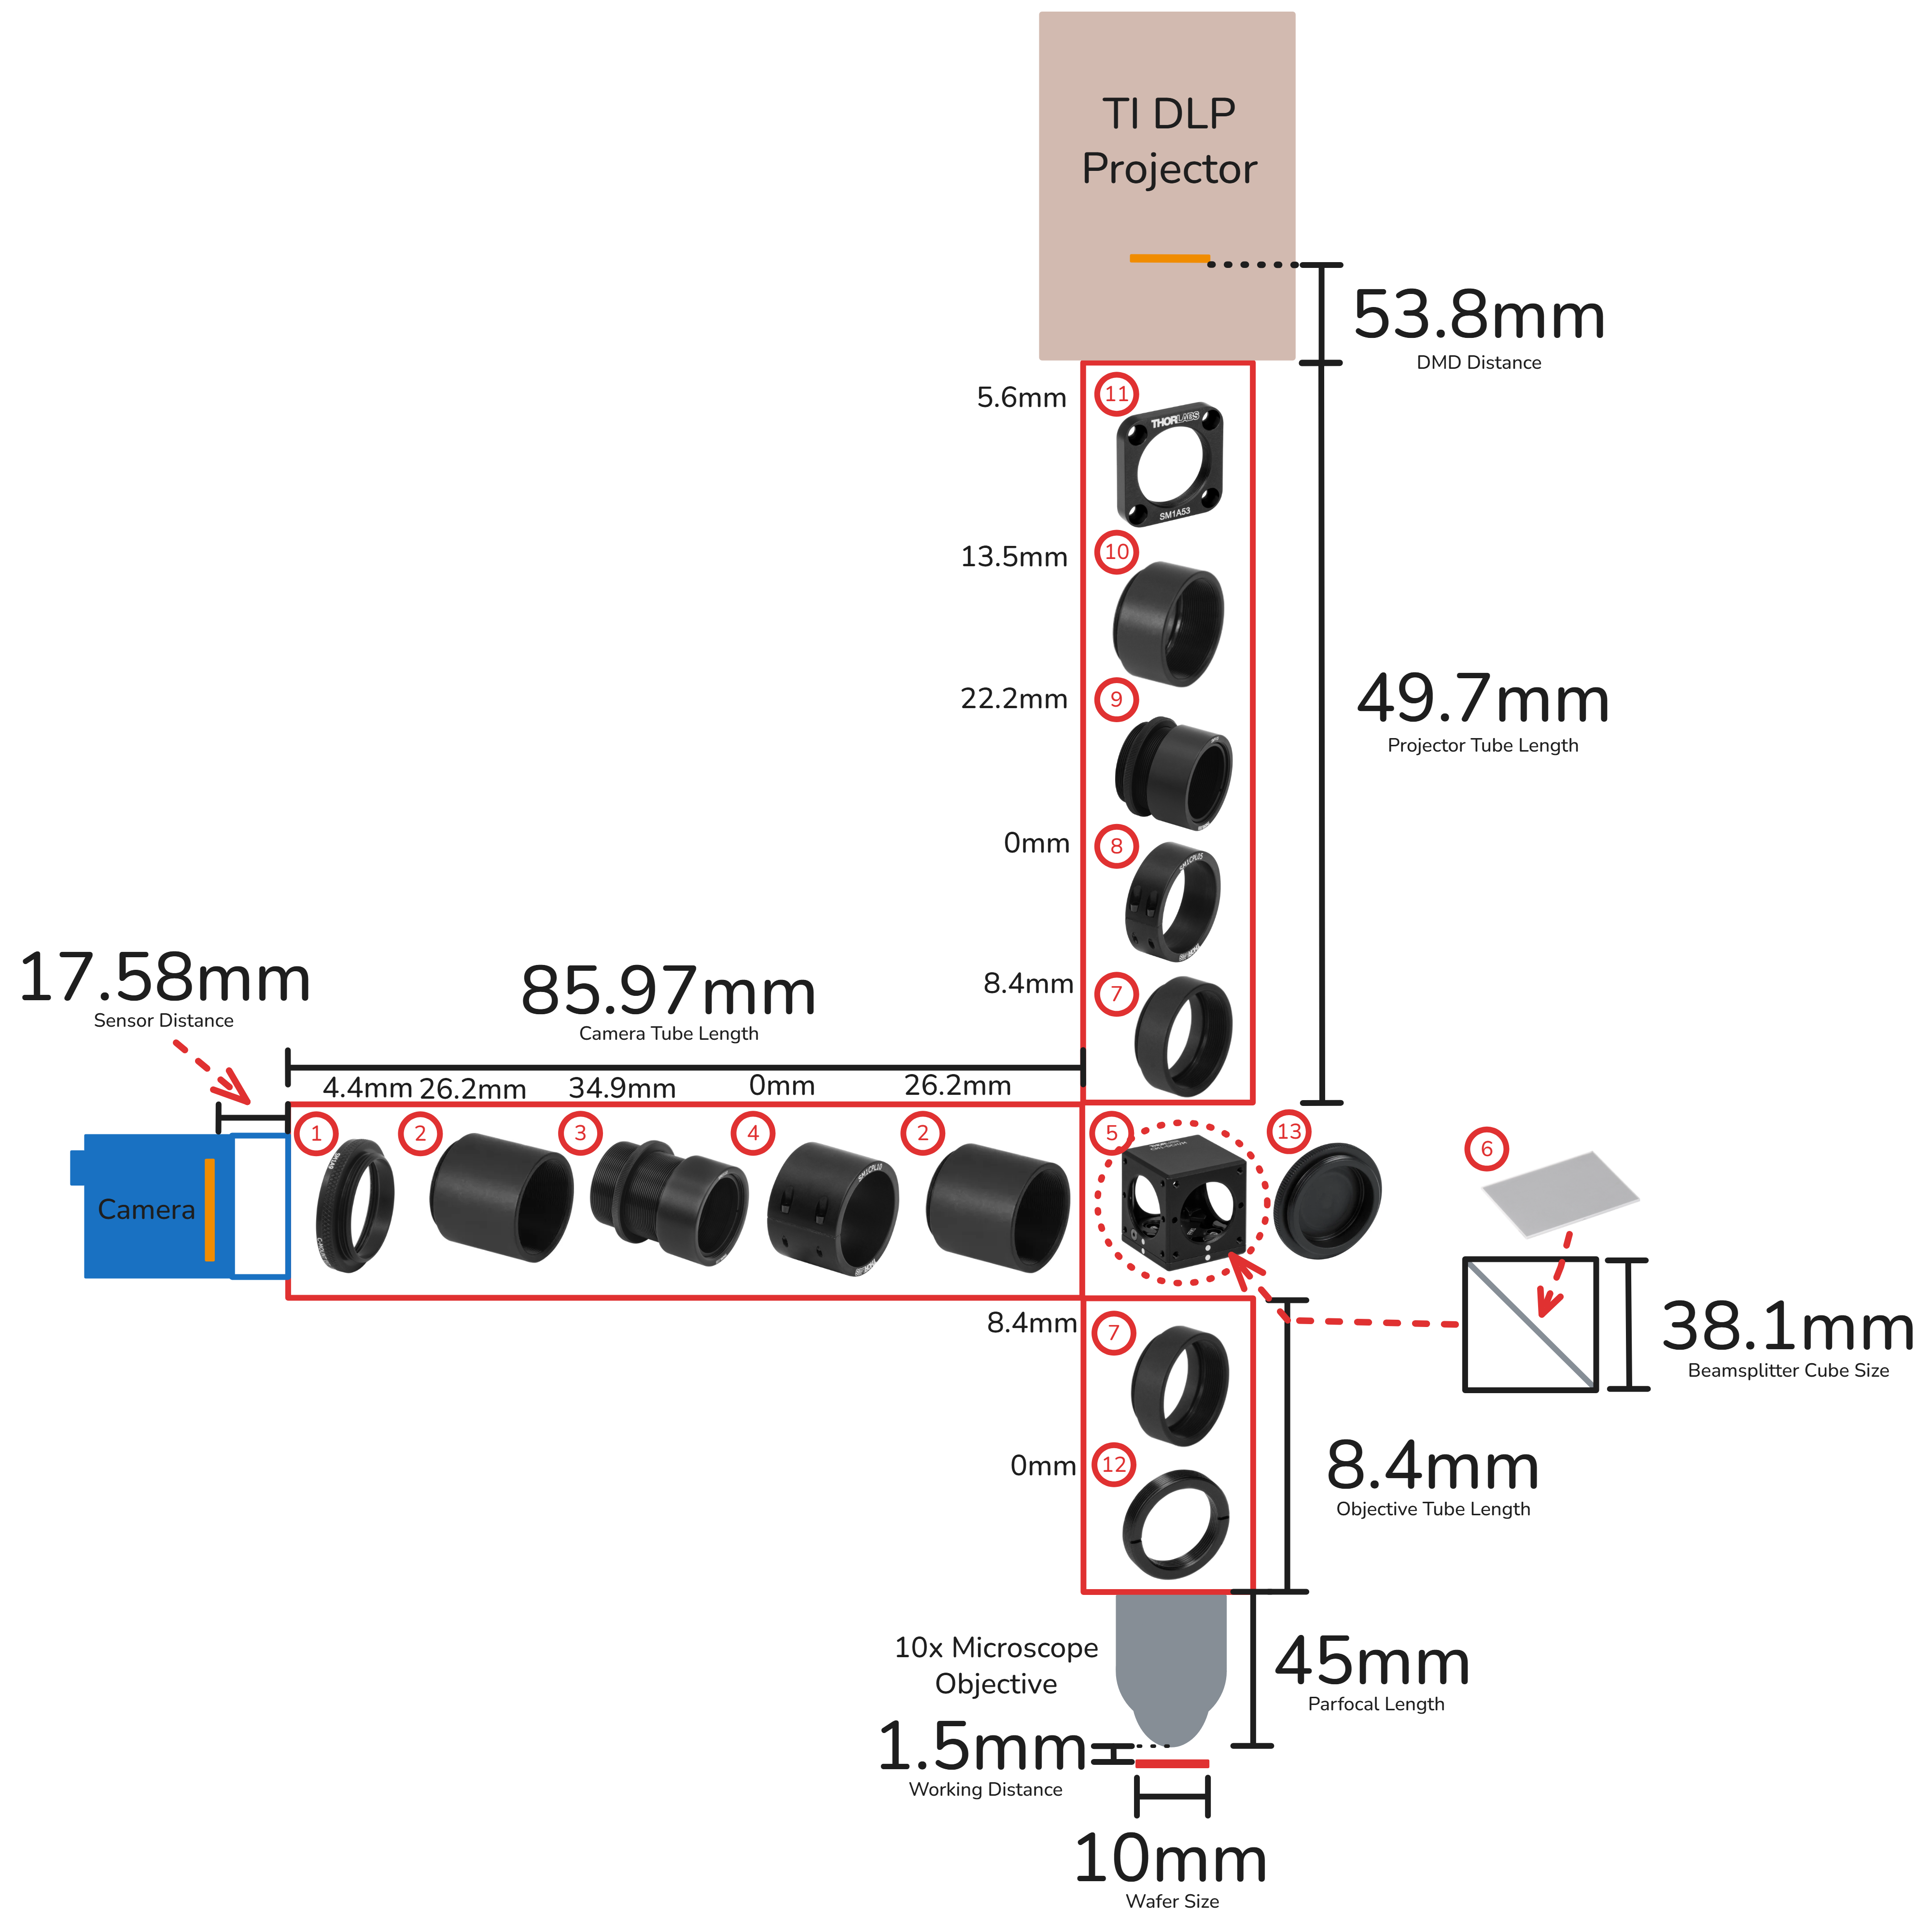 TI DLP
Projector
53.8mm
DMD Distance
5.6mm
11
THORLABS
SM1A53
13.5mm
10
22.2mm
9
49.7mm
Projector Tube Length
0mm
8
SM1CPL05
8.4mm
7
17.58mm
Sensor Distance
85.97mm
Camera Tube Length
4.4mm
26.2mm
34.9mm
0mm
26.2mm
1
2
3
4
2
5
13
6
SM1CPL10
Camera
38.1mm
Beamsplitter Cube Size
8.4mm
7
0mm
12
8.4mm
Objective Tube Length
10x Microscope
Objective
45mm
Parfocal Length
1.5mm
Working Distance
10mm
Wafer Size